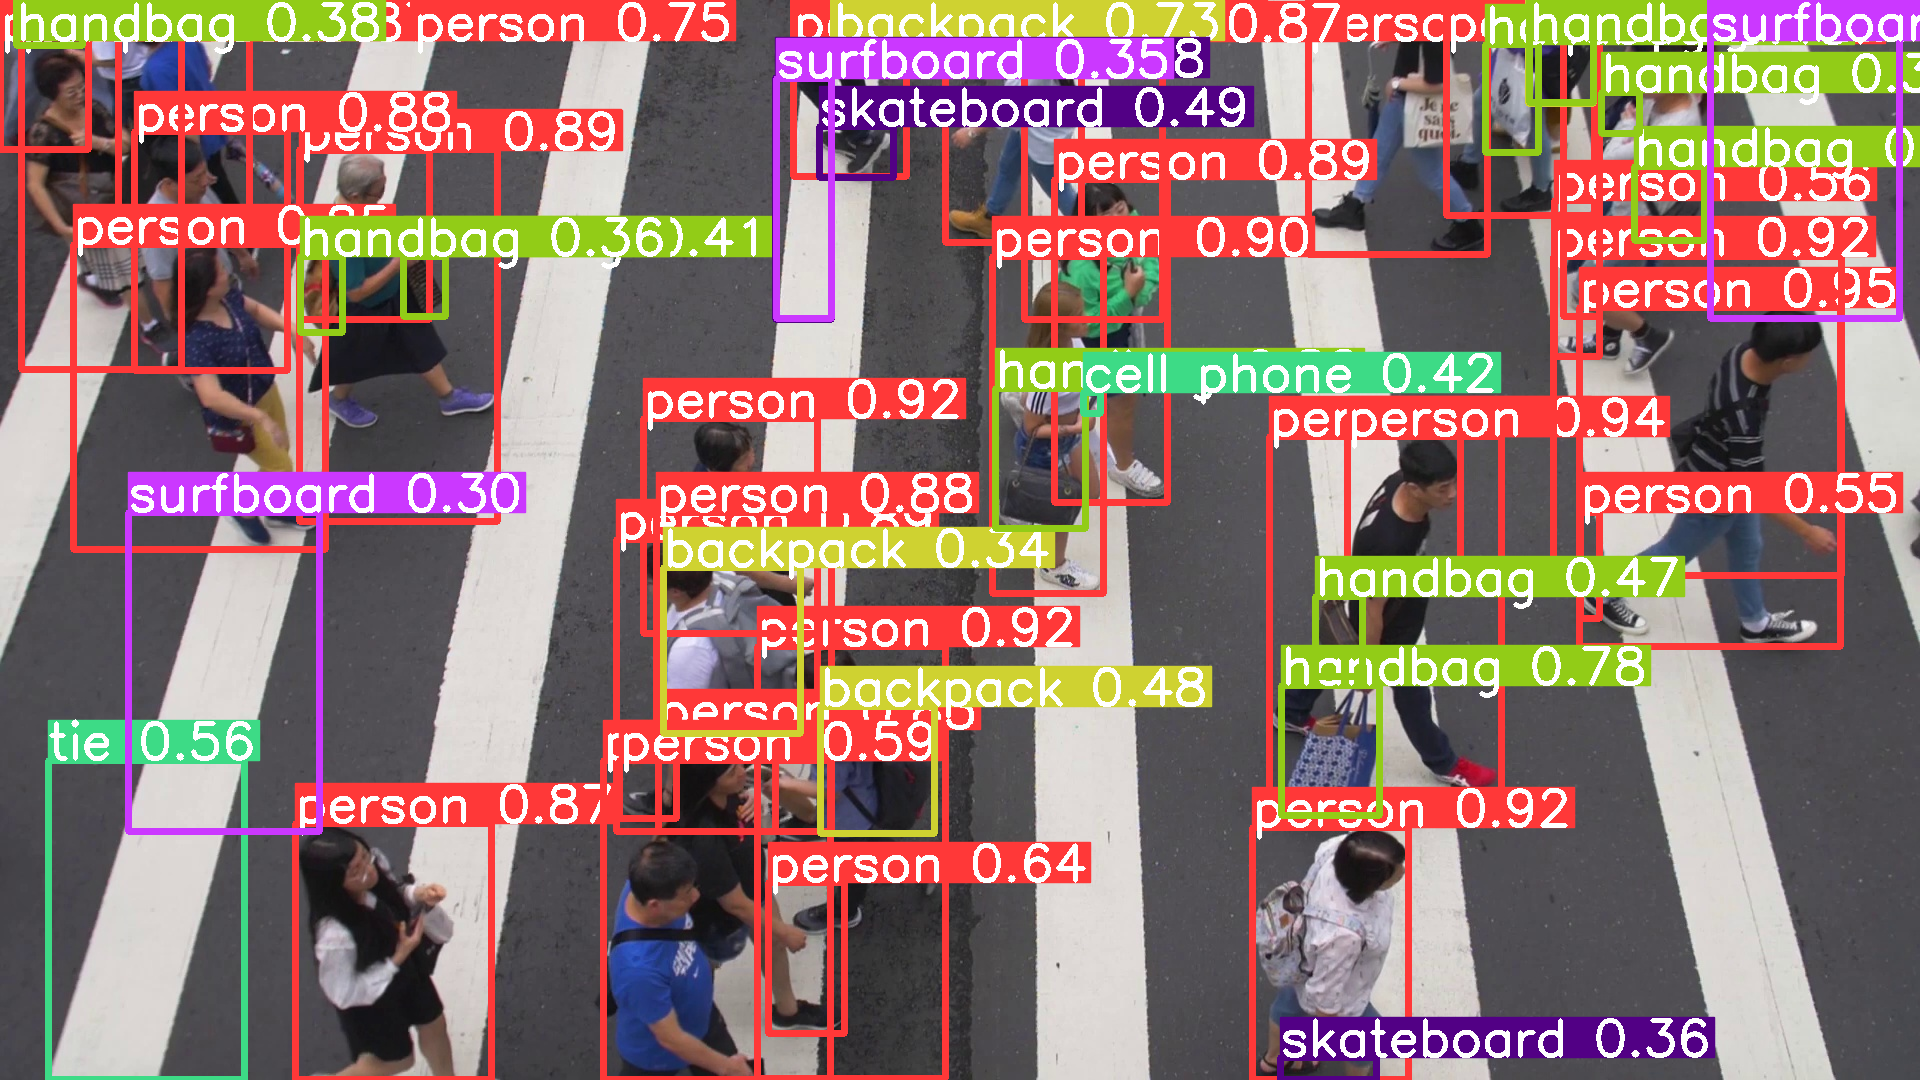 handbag 0.38
person 0.75
backpack 0.73
0.87
surfboar
surfboard 0.358
handbag 0.3
skateboard 0.49
person 0.88
person 0.89
Je ne
sais
quoi.
person 0.89
handbag 0
person 0.56
person
handbag 0.36).41
person 0.90
person 0.92
person 0.95
cell phone 0.42
person 0.92
person 0.94
surfboard 0.30
person 0.88
person 0.55
backpack 0.34
handbag 0.47
person 0.92
handbag 0.78
backpack 0.48
tie 0.56
person 0.59
person 0.87
person 0.92
person 0.64
skateboard 0.36